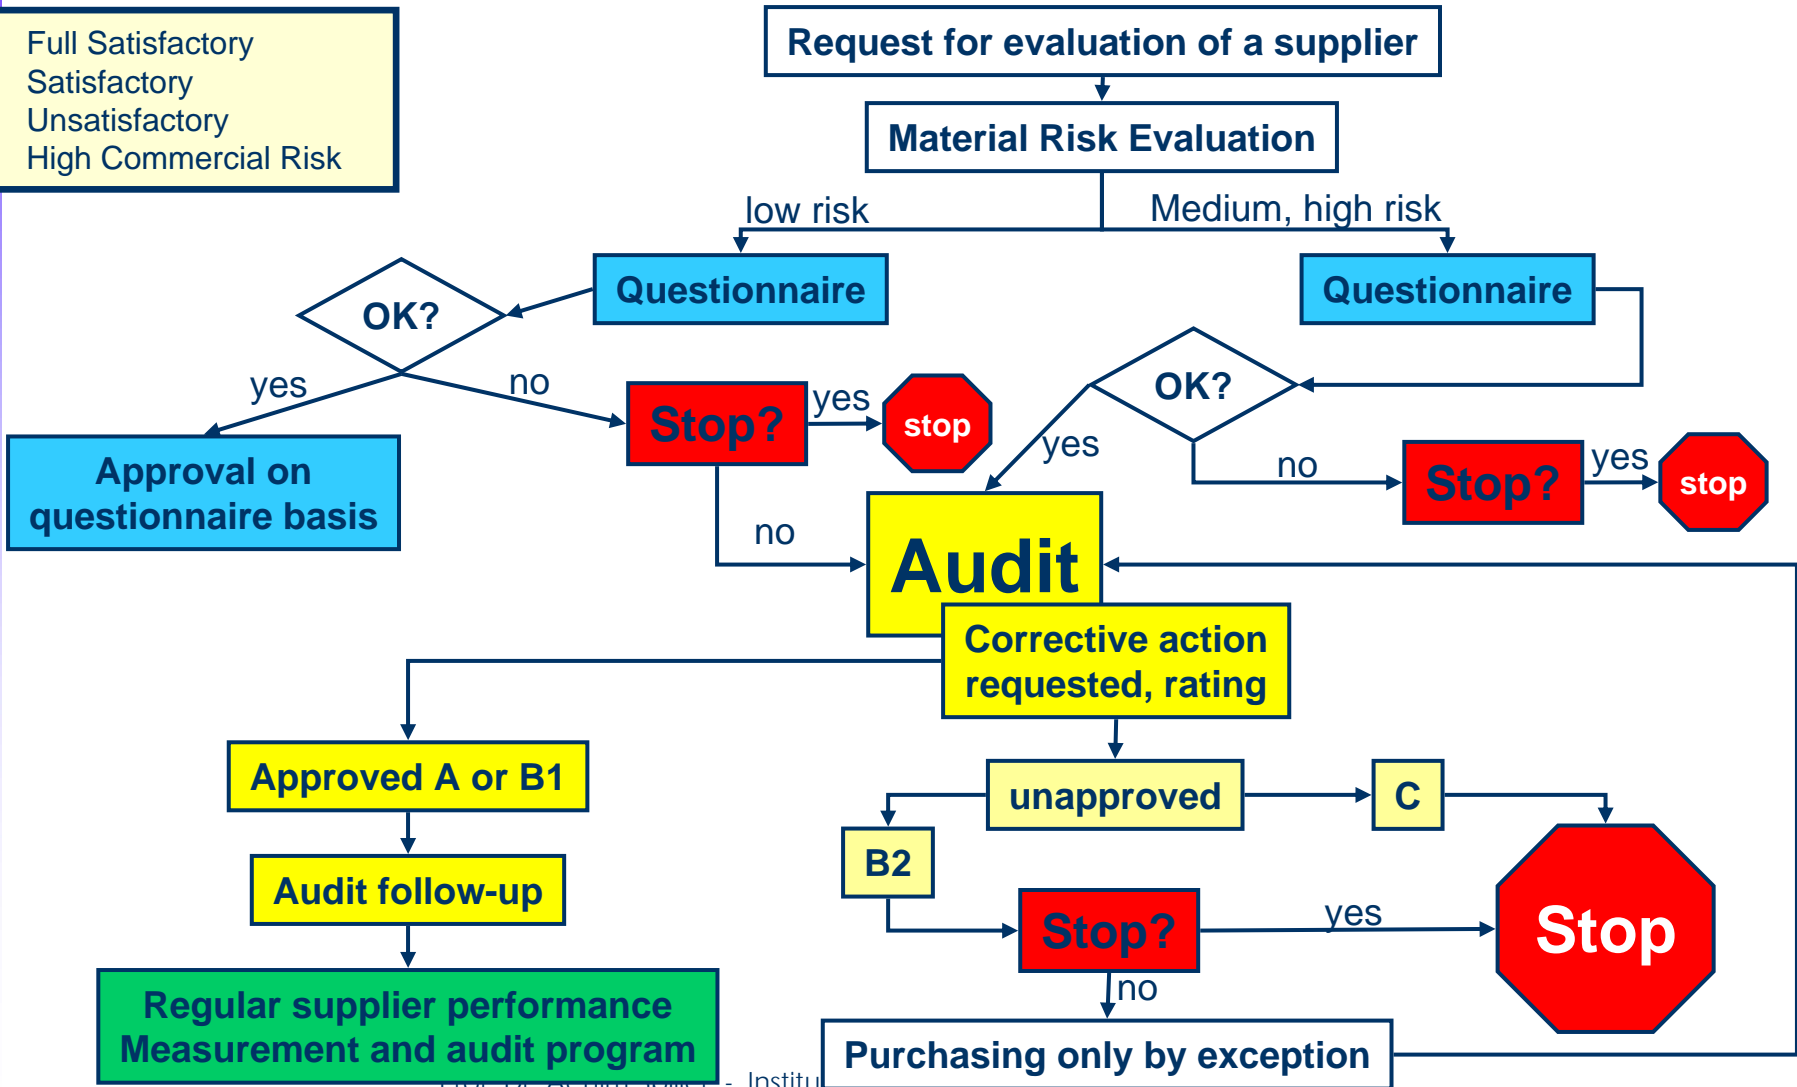 Full Satisfactory
Satisfactory
Unsatisfactory
High Commercial Risk
Request for evaluation of a supplier
Material Risk Evaluation
low risk
Medium, high risk
Questionnaire
Questionnaire
OK?
OK?
yes
no
Stop?
yes
stop
yes
no
Stop?
yes
stop
Approval on
questionnaire basis
no
Audit
Corrective action
requested, rating
Approved A or B1
unapproved
C
B2
Audit follow-up
Stop?
yes
Stop
no
Regular supplier performance
Measurement and audit program
Purchasing only by exception